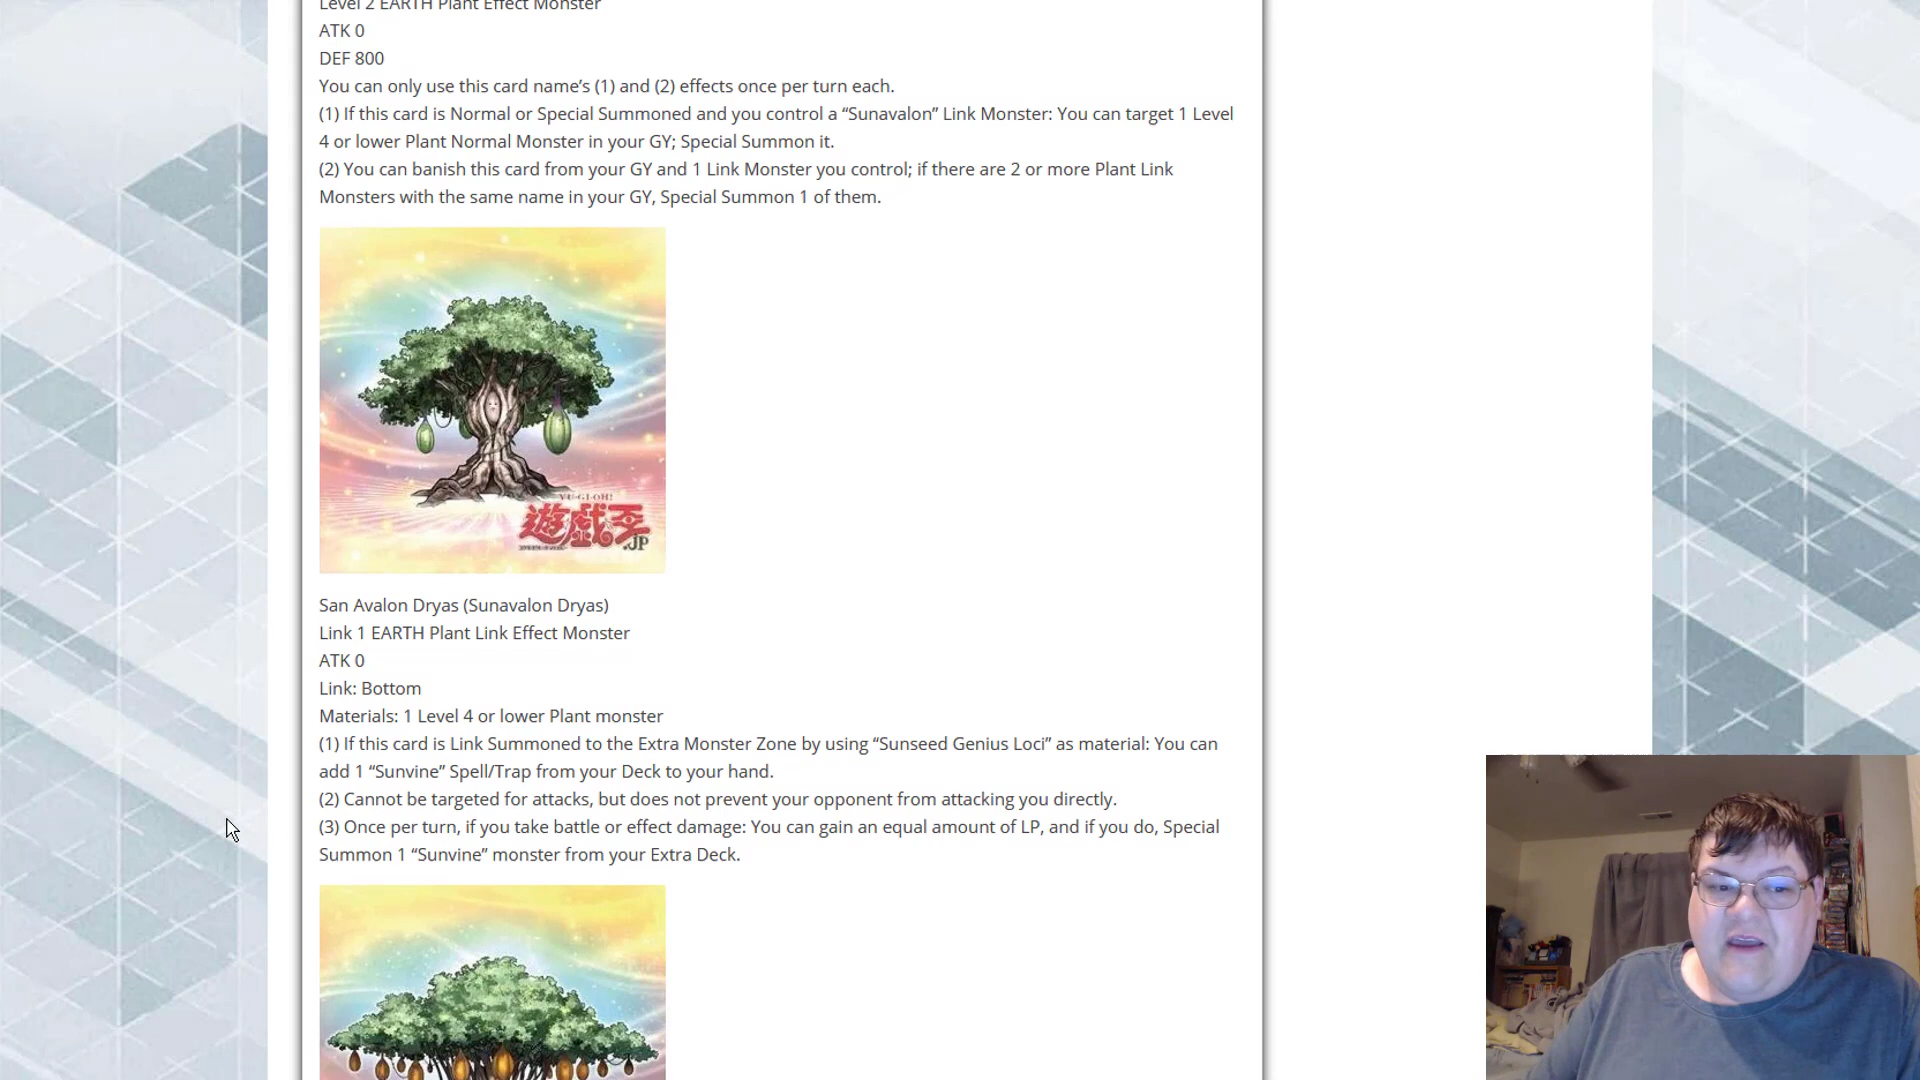 Level 2 EARTH Plant Effect Monster
ATK 0
DEF 800
You can only use this card name’s (1) and (2) effects once per turn each.
(1) If this card is Normal or Special Summoned and you control a “Sunavalon” Link Monster: You can target 1 Level
4 or lower Plant Normal Monster in your GY; Special Summon it.
(2) You can banish this card from your GY and 1 Link Monster you control; if there are 2 or more Plant Link
Monsters with the same name in your GY, Special Summon 1 of them.
YU-GI-OH!
遊戯王
.JP
San Avalon Dryas (Sunavalon Dryas)
Link 1 EARTH Plant Link Effect Monster
ATK 0
Link: Bottom
Materials: 1 Level 4 or lower Plant monster
(1) If this card is Link Summoned to the Extra Monster Zone by using “Sunseed Genius Loci” as material: You can
add 1 “Sunvine” Spell/Trap from your Deck to your hand.
(2) Cannot be targeted for attacks, but does not prevent your opponent from attacking you directly.
(3) Once per turn, if you take battle or effect damage: You can gain an equal amount of LP, and if you do, Special
Summon 1 “Sunvine” monster from your Extra Deck.